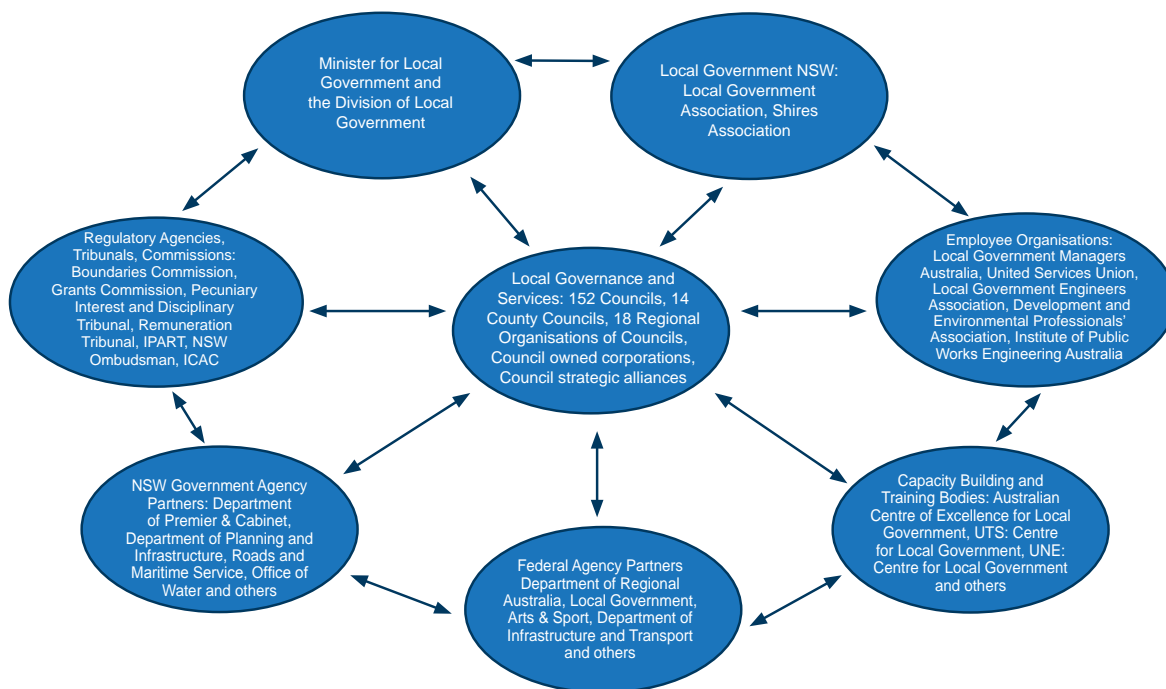 Minister for Local
Government and
the Division of Local
Government
Local Government NSW:
Local Government
Association, Shires
Association
Regulatory Agencies,
Tribunals, Commissions:
Boundaries Commission,
Grants Commission, Pecuniary
Interest and Disciplinary
Tribunal, Remuneration
Tribunal, IPART, NSW
Ombudsman, ICAC
Local Governance and
Services: 152 Councils, 14
County Councils, 18 Regional
Organisations of Councils,
Council owned corporations,
Council strategic alliances
Employee Organisations:
Local Government Managers
Australia, United Services Union,
Local Government Engineers
Association, Development and
Environmental Professionals’
Association, Institute of Public
Works Engineering Australia
NSW Government Agency
Partners: Department
of Premier & Cabinet,
Department of Planning and
Infrastructure, Roads and
Maritime Service, Office of
Water and others
Federal Agency Partners
Department of Regional
Australia, Local Government,
Arts & Sport, Department of
Infrastructure and Transport
and others
Capacity Building and
Training Bodies: Australian
Centre of Excellence for Local
Government, UTS: Centre
for Local Government, UNE:
Centre for Local Government
and others